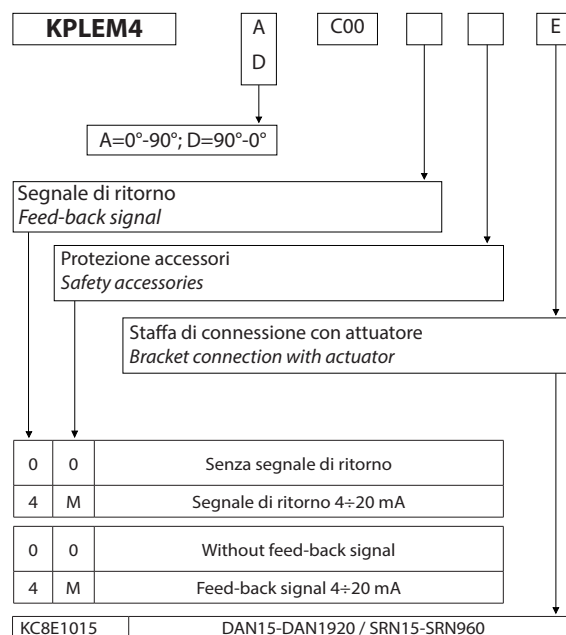 KPLEM4 A C00 E
D
A=0°-90°; D=90°-0°
Segnale di ritorno
Feed-back signal
Protezione accessori
Safety accessories
Staffa di connessione con attuatore
Bracket connection with actuator
0 0 Senza segnale di ritorno
4 M Segnale di ritorno 4÷20 mA
0 0 Without feed-back signal
4 M Feed-back signal 4÷20 mA
KC8E1015 DAN15-DAN1920 / SRN15-SRN960